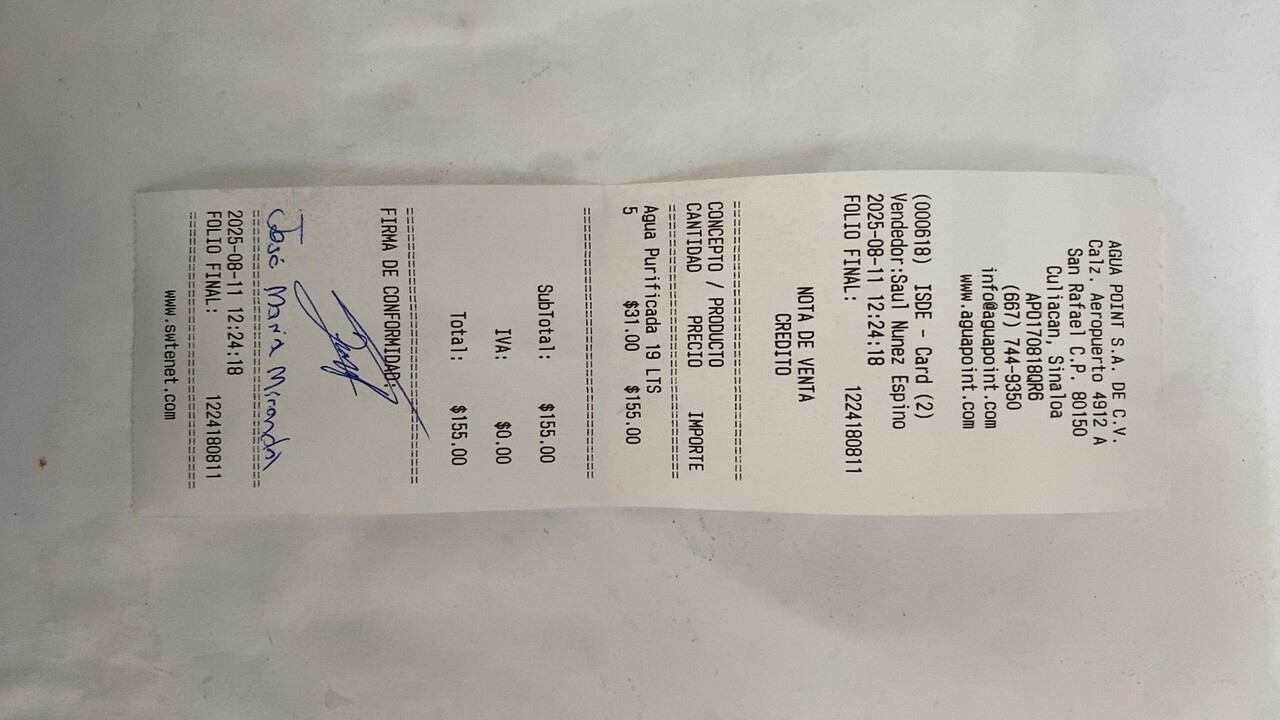 AGUA POINT S.A. DE C.V.
Calz. Aeropuerto 4912 A
San Rafael C.P. 80150
Culiacan, Sinaloa
APO170818QR6
(667) 744-9350
info@aguapoint.com
www.aguapoint.com
(000618) ISDE - Card (2)
Vendedor:Saul Nunez Espino
2025-08-11 12:24:18
FOLIO FINAL: 1224180811
NOTA DE VENTA
CREDITO
CONCEPTO / PRODUCTO
CANTIDAD PRECIO IMPORTE
Agua Purificada 19 LTS
5 $31.00 $155.00
SubTotal: $155.00
IVA: $0.00
Total: $155.00
FIRMA DE CONFORMIDAD:
José Maria Miranda
2025-08-11 12:24:18
FOLIO FINAL: 1224180811
www.swtenet.com